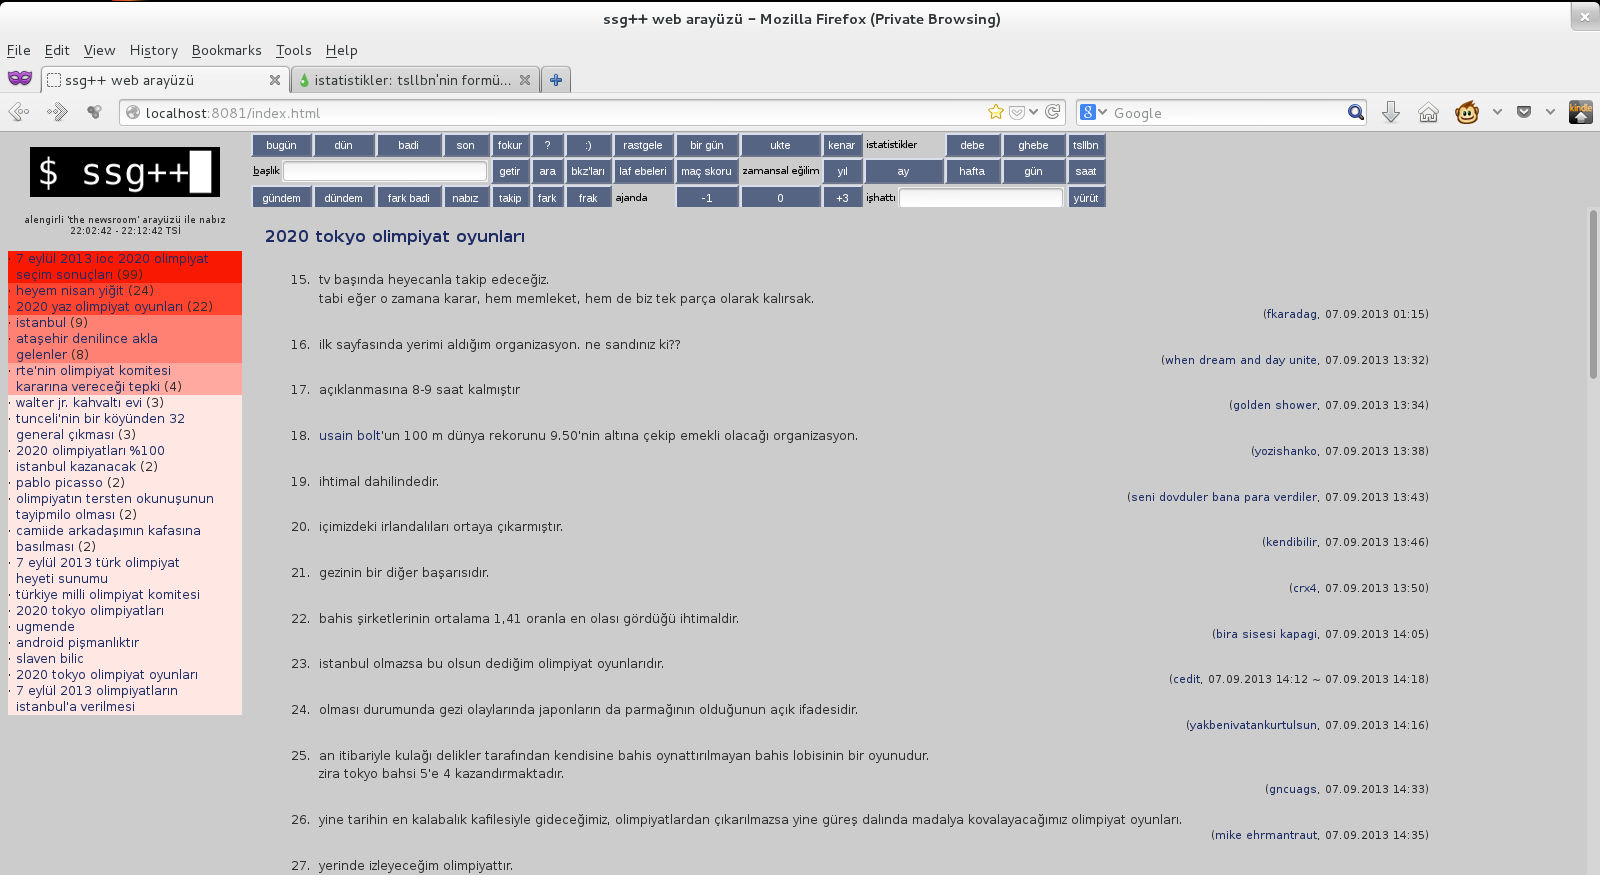 ssg++ web arayüzü - Mozilla Firefox (Private Browsing)
File Edit View History Bookmarks Tools Help
ssg++ web arayüzü
istatistikler: tsllbn'nin formü...
localhost:8081/index.html
Google
kindle
$ ssg++
bugün dün badi son fokur ? :) rastgele bir gün ukte kenar istatistikler debe ghebe tsllbn
başlık getir ara bkz'ları laf ebeleri maç skoru zamansal eğilim yıl ay hafta gün saat
gündem dündem fark badi nabız takip fark frak ajanda -1 0 +3 işhattı yürüt
alengirli 'the newsroom' arayüzü ile nabız
22:02:42 - 22:12:42 TSİ
· 7 eylül 2013 ioc 2020 olimpiyat
seçim sonuçları (99)
· heyem nisan yiğit (24)
· 2020 yaz olimpiyat oyunları (22)
· istanbul (9)
· ataşehir denilince akla
gelenler (8)
· rte'nin olimpiyat komitesi
kararına vereceği tepki (4)
· walter jr. kahvaltı evi (3)
· tunceli'nin bir köyünden 32
general çıkması (3)
· 2020 olimpiyatları %100
istanbul kazanacak (2)
· pablo picasso (2)
· olimpiyatın tersten okunuşunun
tayipmilo olması (2)
· camiide arkadaşımın kafasına
basılması (2)
· 7 eylül 2013 türk olimpiyat
heyeti sunumu
· türkiye milli olimpiyat komitesi
· 2020 tokyo olimpiyatları
· ugmende
· android pişmanlıktır
· slaven bilic
· 2020 tokyo olimpiyat oyunları
· 7 eylül 2013 olimpiyatların
istanbul'a verilmesi
2020 tokyo olimpiyat oyunları
15. tv başında heyecanla takip edeceğiz.
tabi eğer o zamana karar, hem memleket, hem de biz tek parça olarak kalırsak.
(fkaradag, 07.09.2013 01:15)
16. ilk sayfasında yerimi aldığım organizasyon. ne sandınız ki??
(when dream and day unite, 07.09.2013 13:32)
17. açıklanmasına 8-9 saat kalmıştır
(golden shower, 07.09.2013 13:34)
18. usain bolt'un 100 m dünya rekorunu 9.50'nin altına çekip emekli olacağı organizasyon.
(yozishanko, 07.09.2013 13:38)
19. ihtimal dahilindedir.
(seni dovduler bana para verdiler, 07.09.2013 13:43)
20. içimizdeki irlandalıları ortaya çıkarmıştır.
(kendibilir, 07.09.2013 13:46)
21. gezinin bir diğer başarısıdır.
(crx4, 07.09.2013 13:50)
22. bahis şirketlerinin ortalama 1,41 oranla en olası gördüğü ihtimaldir.
(bira sisesi kapagi, 07.09.2013 14:05)
23. istanbul olmazsa bu olsun dediğim olimpiyat oyunlarıdır.
(cedit, 07.09.2013 14:12 ~ 07.09.2013 14:18)
24. olması durumunda gezi olaylarında japonların da parmağının olduğunun açık ifadesidir.
(yakbenivatankurtulsun, 07.09.2013 14:16)
25. an itibariyle kulağı delikler tarafından kendisine bahis oynattırılmayan bahis lobisinin bir oyunudur.
zira tokyo bahsi 5'e 4 kazandırmaktadır.
(gncuags, 07.09.2013 14:33)
26. yine tarihin en kalabalık kafilesiyle gideceğimiz, olimpiyatlardan çıkarılmazsa yine güreş dalında madalya kovalayacağımız olimpiyat oyunları.
(mike ehrmantraut, 07.09.2013 14:35)
27. yerinde izleyeceğim olimpiyattır.